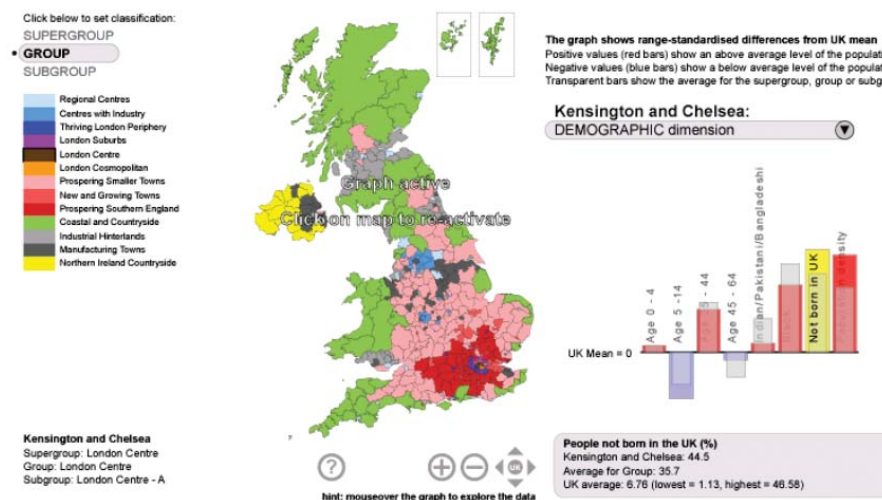 Click below to set classification:
SUPERGROUP
GROUP
SUBGROUP
Regional Centres
Centres with Industry
Thriving London Periphery
London Suburbs
London Centre
London Cosmopolitan
Prospering Smaller Towns
New and Growing Towns
Prospering Southern England
Coastal and Countryside
Industrial Hinterlands
Manufacturing Towns
Northern Ireland Countryside
Kensington and Chelsea
Supergroup: London Centre
Group: London Centre
Subgroup: London Centre - A
Graph active
Click on map to re-activate
?
UK
hint: mouseover the graph to explore the data
The graph shows range-standardised differences from UK mean
Positive values (red bars) show an above average level of the populati
Negative values (blue bars) show a below average level of the populat
Transparent bars show the average for the supergroup, group or subg
Kensington and Chelsea:
DEMOGRAPHIC dimension
UK Mean = 0
Age 0 - 4
Age 5 -14
Age - 44
Age 45 - 64
Indian/Pakistani/Bangladeshi
Black
Not born in UK
Population density
People not born in the UK (%)
Kensington and Chelsea: 44.5
Average for Group: 35.7
UK average: 6.76 (lowest = 1.13, highest = 46.58)